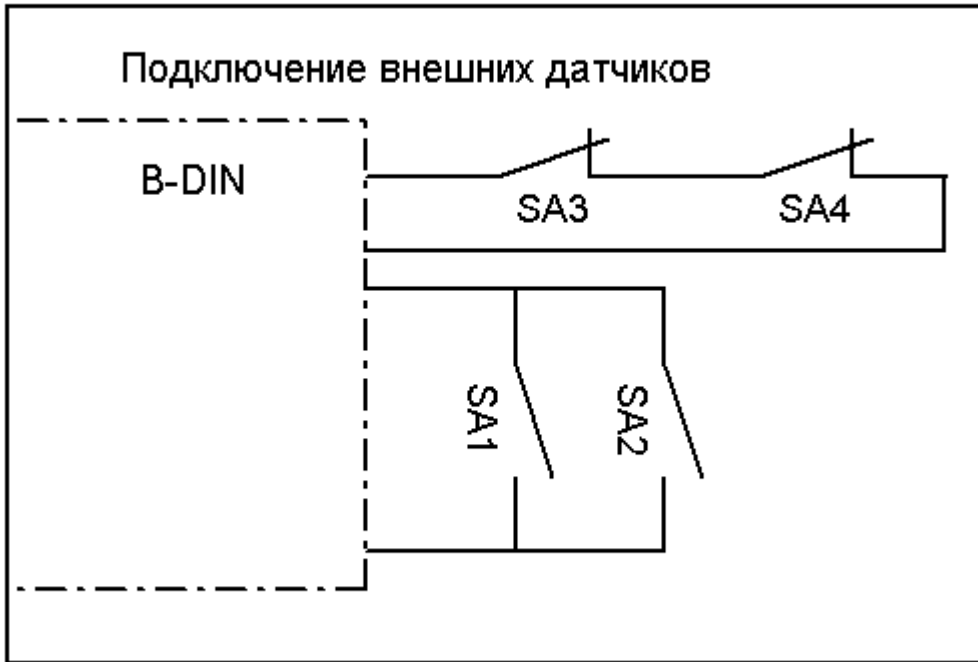 Подключение внешних датчиков
B-DIN
SA3
SA4
SA1
SA2